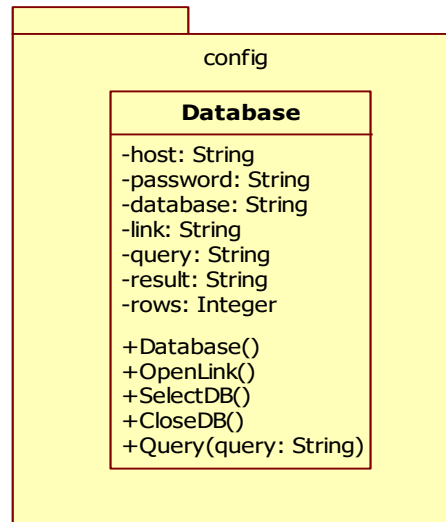 config
Database
-host: String
-password: String
-database: String
-link: String
-query: String
-result: String
-rows: Integer
+Database()
+OpenLink()
+SelectDB()
+CloseDB()
+Query(query: String)